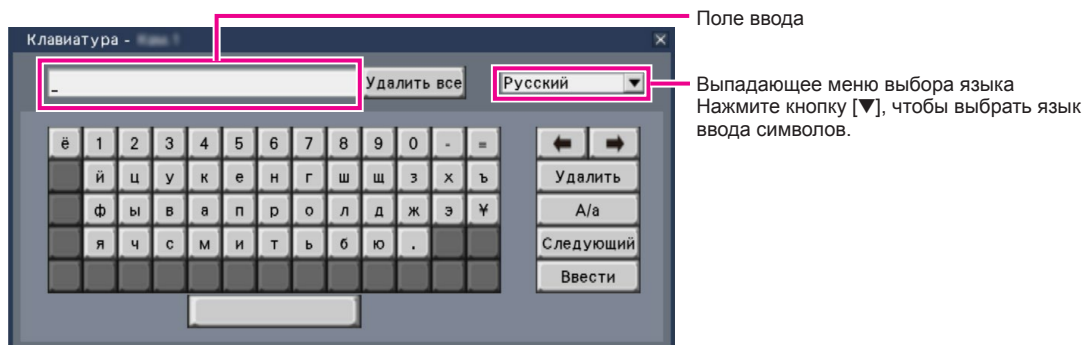 Поле ввода
Клавиатура -
_ Удалить все Русский ▼
Выпадающее меню выбора языка
Нажмите кнопку [▼], чтобы выбрать язык
ввода символов.
ё 1 2 3 4 5 6 7 8 9 0 - =
й ц у к е н г ш щ з х ъ Удалить
ф ы в а п р о л д ж э ¥ A/a
я ч с м и т ь б ю . Следующий
Ввести